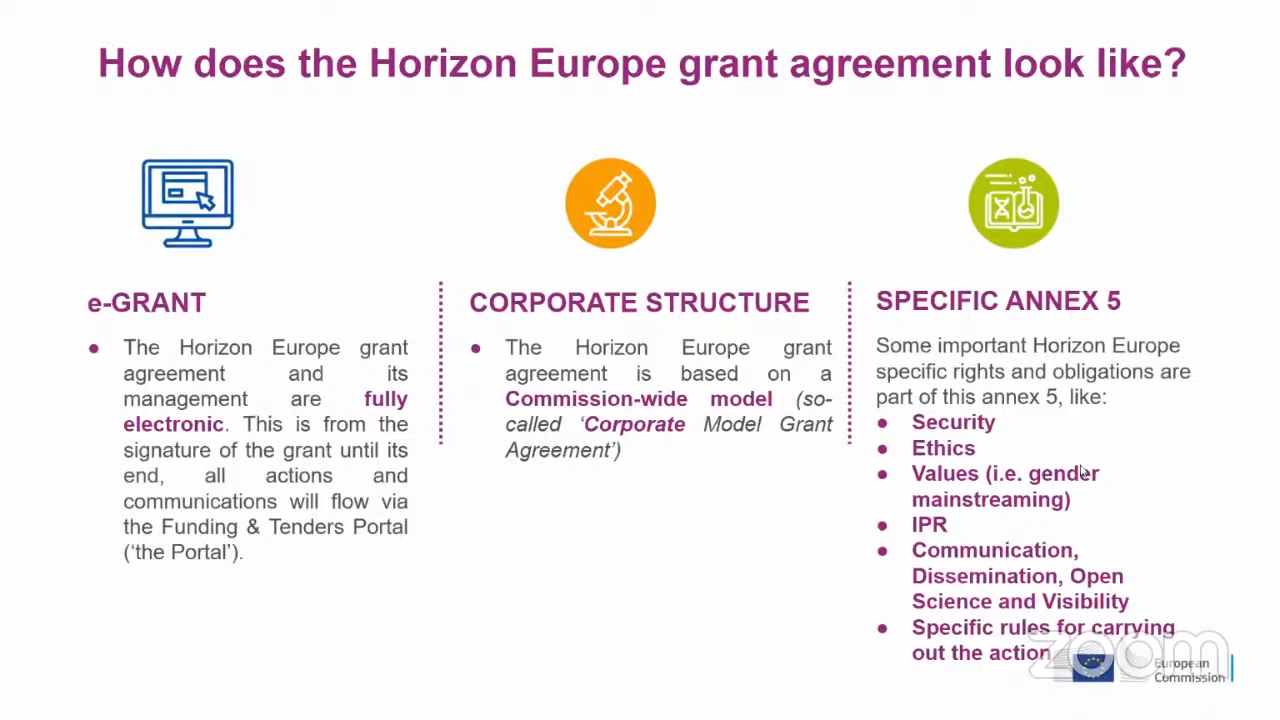 How does the Horizon Europe grant agreement look like?
e-GRANT
● The Horizon Europe grant
agreement and its
management are fully
electronic. This is from the
signature of the grant until its
end, all actions and
communications will flow via
the Funding & Tenders Portal
(‘the Portal’).
CORPORATE STRUCTURE
● The Horizon Europe grant
agreement is based on a
Commission-wide model (so-
called ‘Corporate Model Grant
Agreement’)
SPECIFIC ANNEX 5
Some important Horizon Europe
specific rights and obligations are
part of this annex 5, like:
● Security
● Ethics
● Values (i.e. gender
mainstreaming)
● IPR
● Communication,
Dissemination, Open
Science and Visibility
● Specific rules for carrying
out the action
zoom
European
Commission